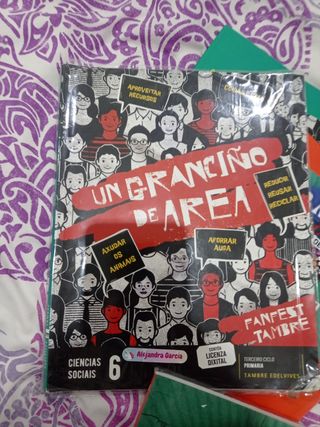 APROVEITAR
RECURSOS
UN GRANCIÑO
DE AREA
REDUCIR
REUSAR
RECICLAR
AXUDAR
OS
ANIMAIS
AFORRAR
AUGA
FANFEST
TAMBRE
CIENCIAS
SOCIAIS
6
Alejandra García
CONTÉN
LICENZA
DIXITAL
TERCEIRO CICLO
PRIMARIA
TAMBRE EDELVIVES